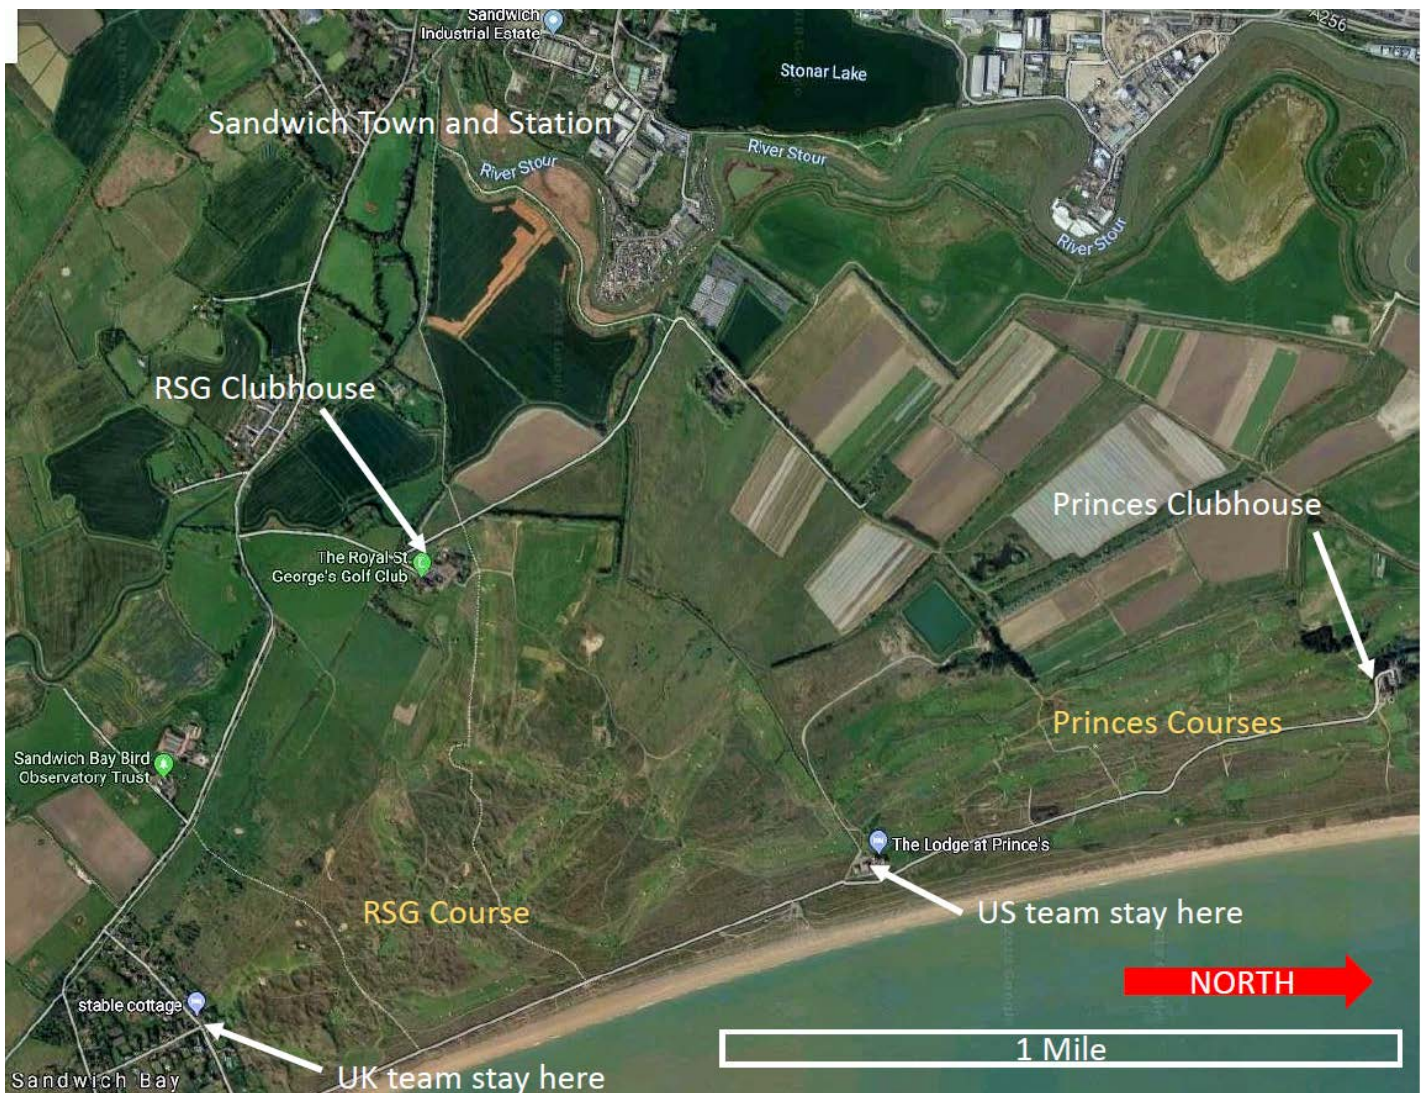 Sandwich
Industrial Estate
A256
Stonar Lake
Sandwich Town and Station
River Stour
River Stour
River Stour
RSG Clubhouse
Princes Clubhouse
The Royal St.
George's Golf Club
Princes Courses
Sandwich Bay Bird
Observatory Trust
The Lodge at Prince's
RSG Course
US team stay here
NORTH
stable cottage
1 Mile
UK team stay here
Sandwich Bay